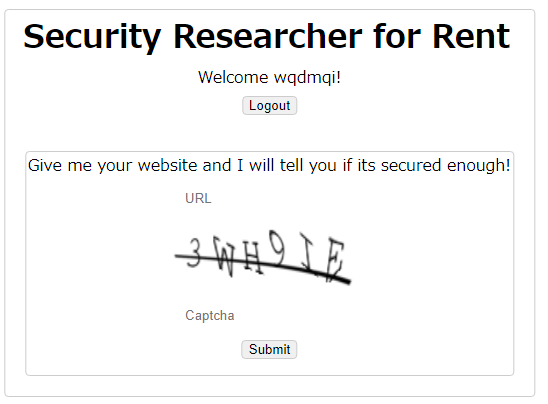 Security Researcher for Rent
Welcome wqdmqi!
Logout
Give me your website and I will tell you if its secured enough!
URL
Captcha
Submit